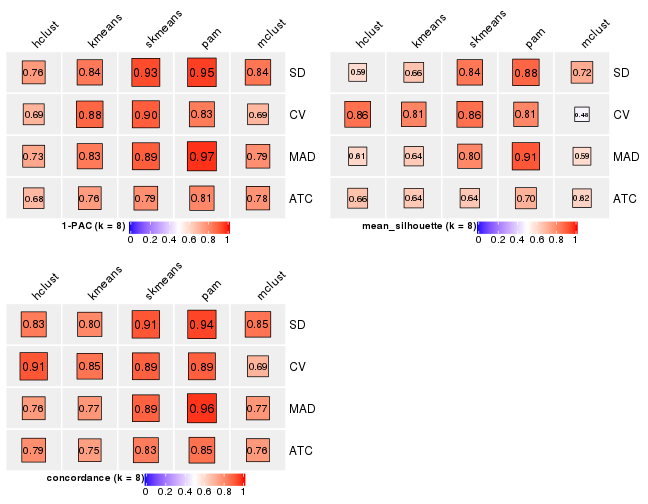 hclust kmeans skmeans pam mclust
0.76 0.84 0.93 0.95 0.84 SD
0.69 0.88 0.90 0.83 0.69 CV
0.73 0.83 0.89 0.97 0.79 MAD
0.68 0.76 0.79 0.81 0.78 ATC
1-PAC (k = 8)
0 0.2 0.4 0.6 0.8 1
hclust kmeans skmeans pam mclust
0.59 0.66 0.84 0.88 0.72 SD
0.86 0.81 0.86 0.81 0.48 CV
0.61 0.64 0.80 0.91 0.59 MAD
0.66 0.64 0.64 0.70 0.62 ATC
mean_silhouette (k = 8)
0 0.2 0.4 0.6 0.8 1
hclust kmeans skmeans pam mclust
0.83 0.80 0.91 0.94 0.85 SD
0.91 0.85 0.89 0.89 0.69 CV
0.76 0.77 0.89 0.96 0.77 MAD
0.79 0.75 0.83 0.85 0.76 ATC
concordance (k = 8)
0 0.2 0.4 0.6 0.8 1